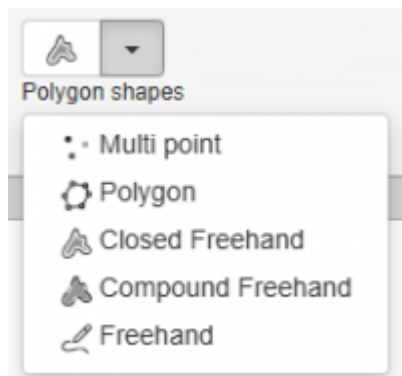 Polygon shapes
Multi point
Polygon
Closed Freehand
Compound Freehand
Freehand